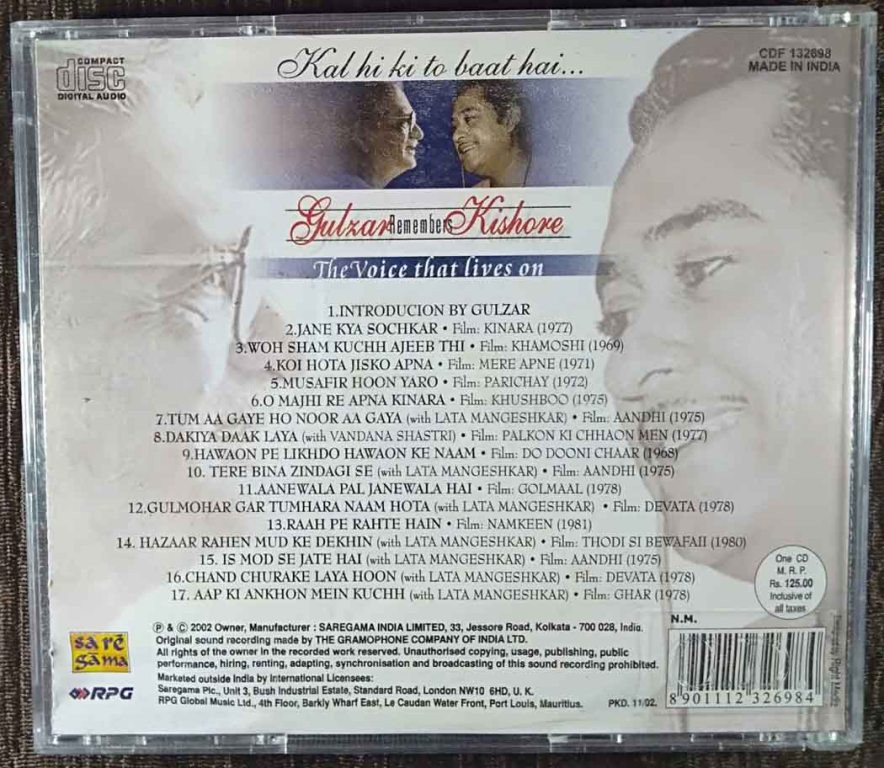 COMPACT
disc
DIGITAL AUDIO
Kal hi ki to baat hai...
CDF 132698
MADE IN INDIA
Gulzar Remembers Kishore
The Voice that lives on
1.INTRODUCION BY GULZAR
2.JANE KYA SOCHKAR • Film: KINARA (1977)
3.WOH SHAM KUCHH AJEEB THI • Film: KHAMOSHI (1969)
4.KOI HOTA JISKO APNA • Film: MERE APNE (1971)
5.MUSAFIR HOON YARO • Film: PARICHAY (1972)
6.O MAJHI RE APNA KINARA • Film: KHUSHBOO (1975)
7.TUM AA GAYE HO NOOR AA GAYA (with LATA MANGESHKAR) • Film: AANDHI (1975)
8.DAKIYA DAAK LAYA (with VANDANA SHASTRI) • Film: PALKON KI CHHAON MEN (1977)
9.HAWAON PE LIKHDO HAWAON KE NAAM • Film: DO DOONI CHAAR (1968)
10. TERE BINA ZINDAGI SE (with LATA MANGESHKAR) • Film: AANDHI (1975)
11.AANEWALA PAL JANEWALA HAI • Film: GOLMAAL (1978)
12.GULMOHAR GAR TUMHARA NAAM HOTA (with LATA MANGESHKAR) • Film: DEVATA (1978)
13.RAAH PE RAHTE HAIN • Film: NAMKEEN (1981)
14. HAZAAR RAHEN MUD KE DEKHIN (with LATA MANGESHKAR) • Film: THODI SI BEWAFAII (1980)
15. IS MOD SE JATE HAI (with LATA MANGESHKAR) • Film: AANDHI (1975)
16.CHAND CHURAKE LAYA HOON (with LATA MANGESHKAR) • Film: DEVATA (1978)
17. AAP KI ANKHON MEIN KUCHH (with LATA MANGESHKAR) • Film: GHAR (1978)
One CD
M. R. P.
Rs. 125.00
Inclusive of
all taxes
N.M.
sa rē
gāma
RPG
℗ & © 2002 Owner, Manufacturer : SAREGAMA INDIA LIMITED, 33, Jessore Road, Kolkata - 700 028, India.
Original sound recording made by THE GRAMOPHONE COMPANY OF INDIA LTD.
All rights of the owner in the recorded work reserved. Unauthorised copying, usage, publishing, public
performance, hiring, renting, adapting, synchronisation and broadcasting of this sound recording prohibited.
Marketed outside India by International Licensees:
Saregama Plc., Unit 3, Bush Industrial Estate, Standard Road, London NW10 6HD, U. K.
RPG Global Music Ltd., 4th Floor, Barkly Wharf East, Le Caudan Water Front, Port Louis, Mauritius.
PKD. 11/02.
8 901112 326984